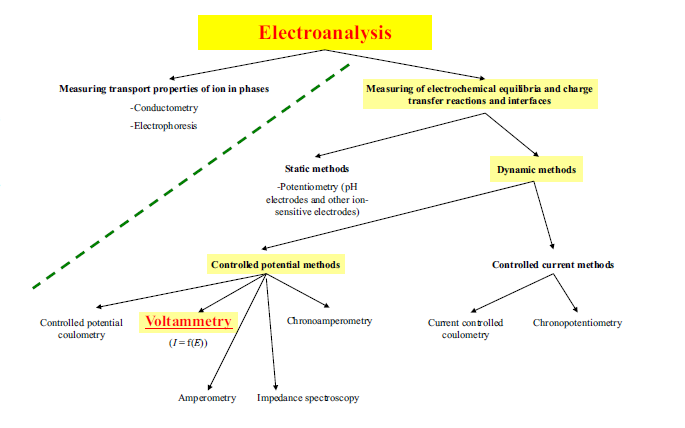 Electroanalysis
Measuring transport properties of ion in phases
-Conductometry
-Electrophoresis
Measuring of electrochemical equilibria and charge
transfer reactions and interfaces
Static methods
-Potentiometry (pH
electrodes and other ion-
sensitive electrodes)
Dynamic methods
Controlled potential methods
Controlled current methods
Controlled potential
coulometry
Voltammetry
(I = f(E))
Chronoamperometry
Current controlled
coulometry
Chronopotentiometry
Amperometry
Impedance spectroscopy